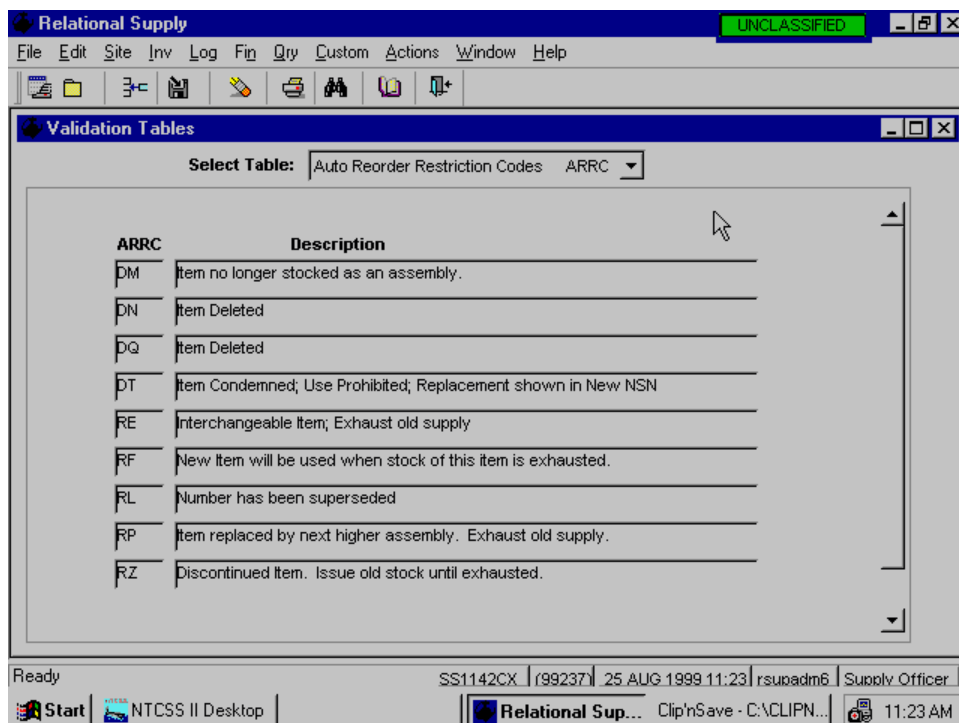 Relational Supply UNCLASSIFIED
File Edit Site Inv Log Fin Qry Custom Actions Window Help
Validation Tables
Select Table: Auto Reorder Restriction Codes ARRC
ARRC Description
DM Item no longer stocked as an assembly.
DN Item Deleted
DQ Item Deleted
DT Item Condemned; Use Prohibited; Replacement shown in New NSN
RE Interchangeable Item; Exhaust old supply
RF New Item will be used when stock of this item is exhausted.
RL Number has been superseded
RP Item replaced by next higher assembly. Exhaust old supply.
RZ Discontinued Item. Issue old stock until exhausted.
Ready SS1142CX (99237) 25 AUG 1999 11:23 rsupadm6 Supply Officer
Start NTCSS II Desktop Relational Sup... Clip'nSave - C:\CLIPN... 11:23 AM